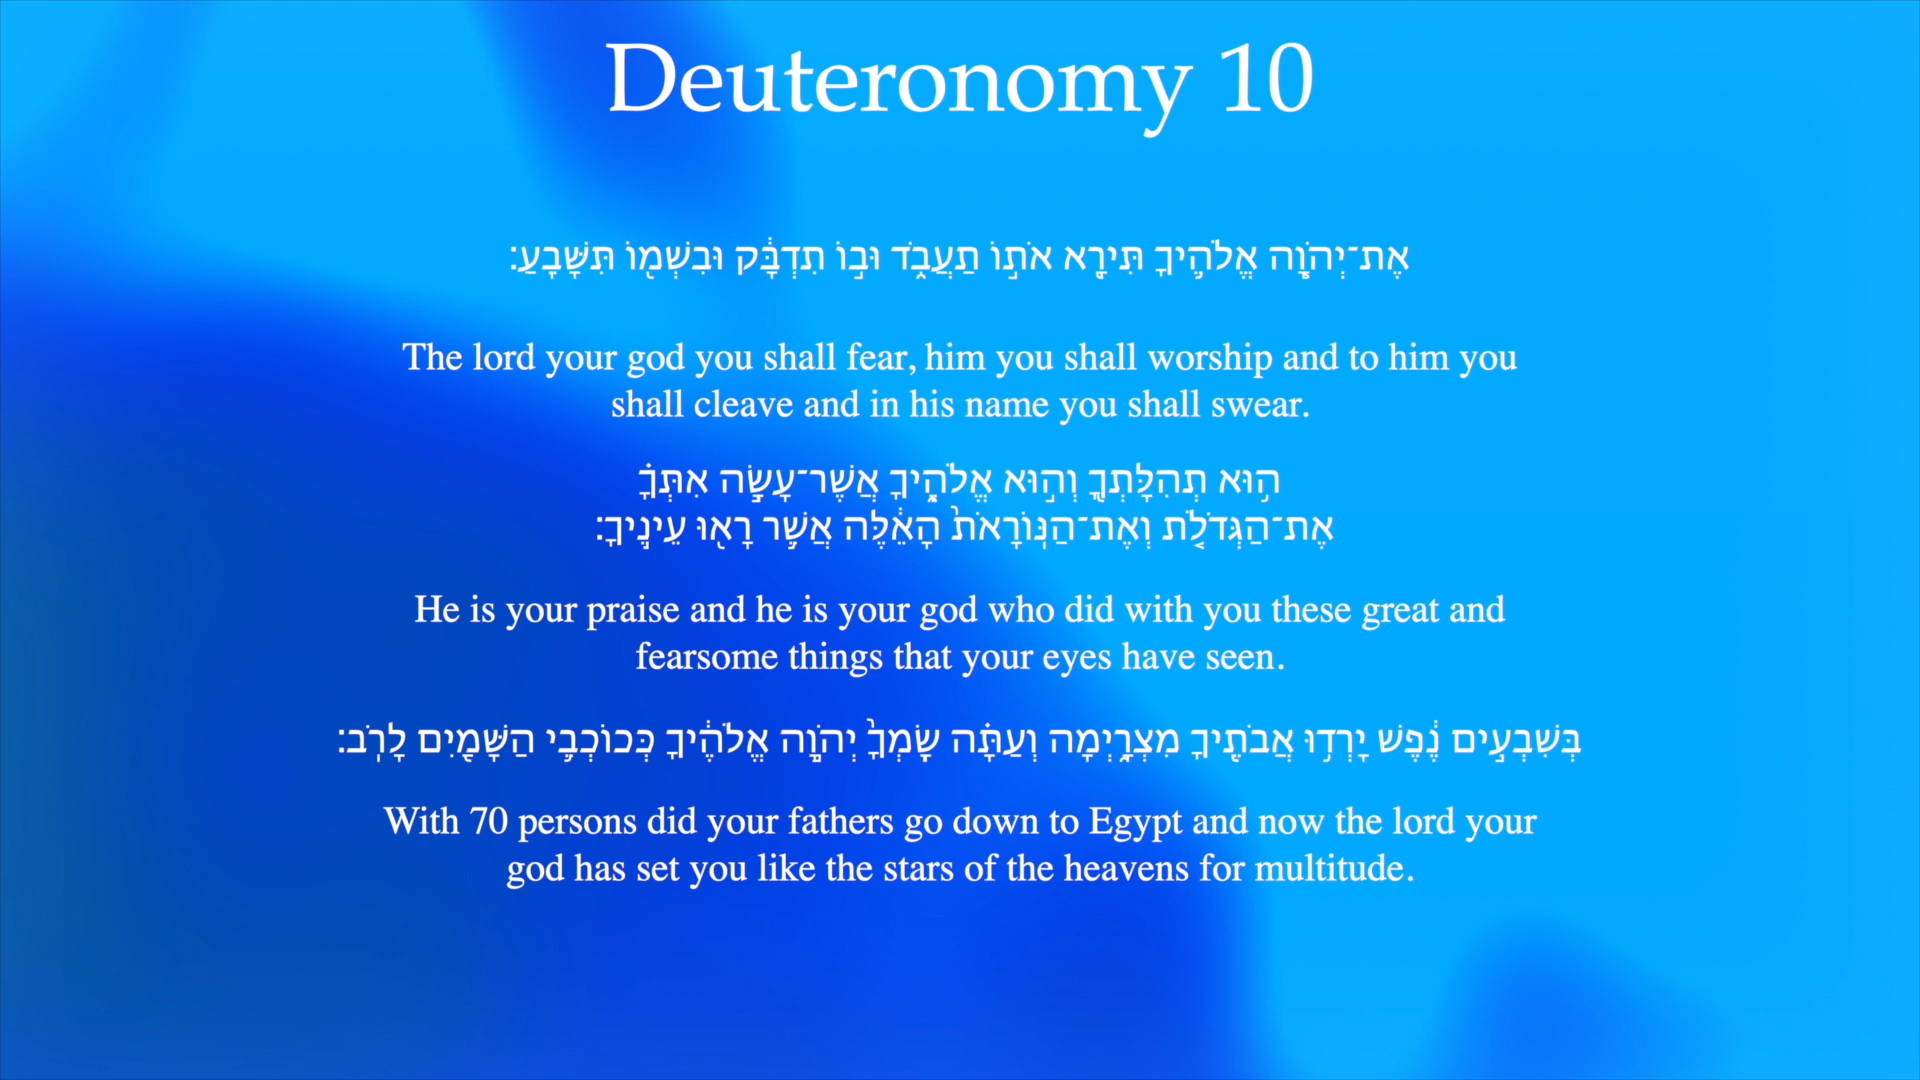 Deuteronomy 10
אֶת־יְהֹוָ֧ה אֱלֹהֶ֛יךָ תִּירָ֖א אֹת֣וֹ תַעֲבֹ֑ד וּב֣וֹ תִדְבָּ֔ק וּבִשְׁמ֖וֹ תִּשָּׁבֵֽעַ׃
The lord your god you shall fear, him you shall worship and to him you
shall cleave and in his name you shall swear.
ה֥וּא תְהִלָּתְךָ֖ וְה֣וּא אֱלֹהֶ֑יךָ אֲשֶׁר־עָשָׂ֣ה אִתְּךָ֗
אֶת־הַגְּדֹלֹ֤ת וְאֶת־הַנּֽוֹרָאֹת֙ הָאֵ֔לֶּה אֲשֶׁ֥ר רָא֖וּ עֵינֶֽיךָ׃
He is your praise and he is your god who did with you these great and
fearsome things that your eyes have seen.
בְּשִׁבְעִ֣ים נֶ֔פֶשׁ יָרְד֥וּ אֲבֹתֶ֖יךָ מִצְרָ֑יְמָה וְעַתָּ֗ה שָֽׂמְךָ֙ יְהֹוָ֣ה אֱלֹהֶ֔יךָ כְּכוֹכְבֵ֥י הַשָּׁמַ֖יִם לָרֹֽב׃
With 70 persons did your fathers go down to Egypt and now the lord your
god has set you like the stars of the heavens for multitude.